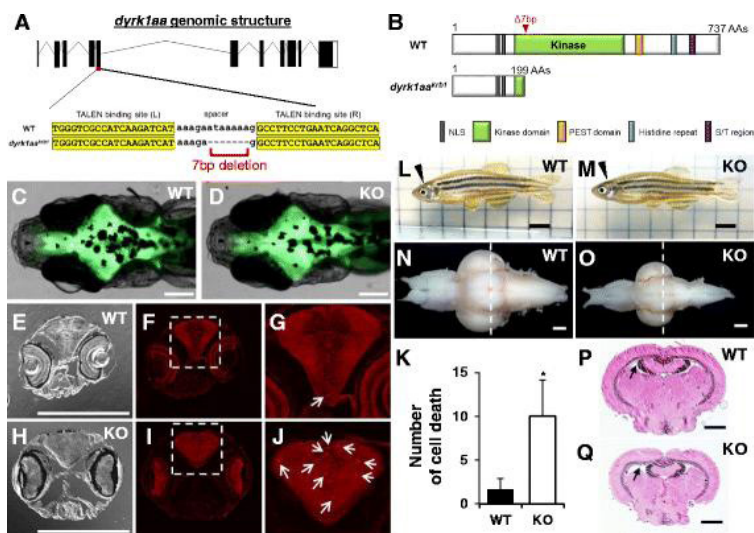 A
dyrk1aa genomic structure
TALEN binding site (L) spacer TALEN binding site (R)
WT TGGGTCGCCATCAAGATCAT aaagaataaaaag GCCTTCCTGAATCAGGCTCA
dyrk1aakrb1 TGGGTCGCCATCAAGATCAT aaaga-------g GCCTTCCTGAATCAGGCTCA
7bp deletion
B
Δ7bp
1 737 AAs
WT Kinase
1 199 AAs
dyrk1aakrb1
NLS Kinase domain PEST domain Histidine repeat S/T region
C WT
D KO
L WT
M KO
N WT
O KO
E WT
F
G
H KO
I
J
K
Number of cell death
15
10
5
0
*
WT KO
P WT
Q KO